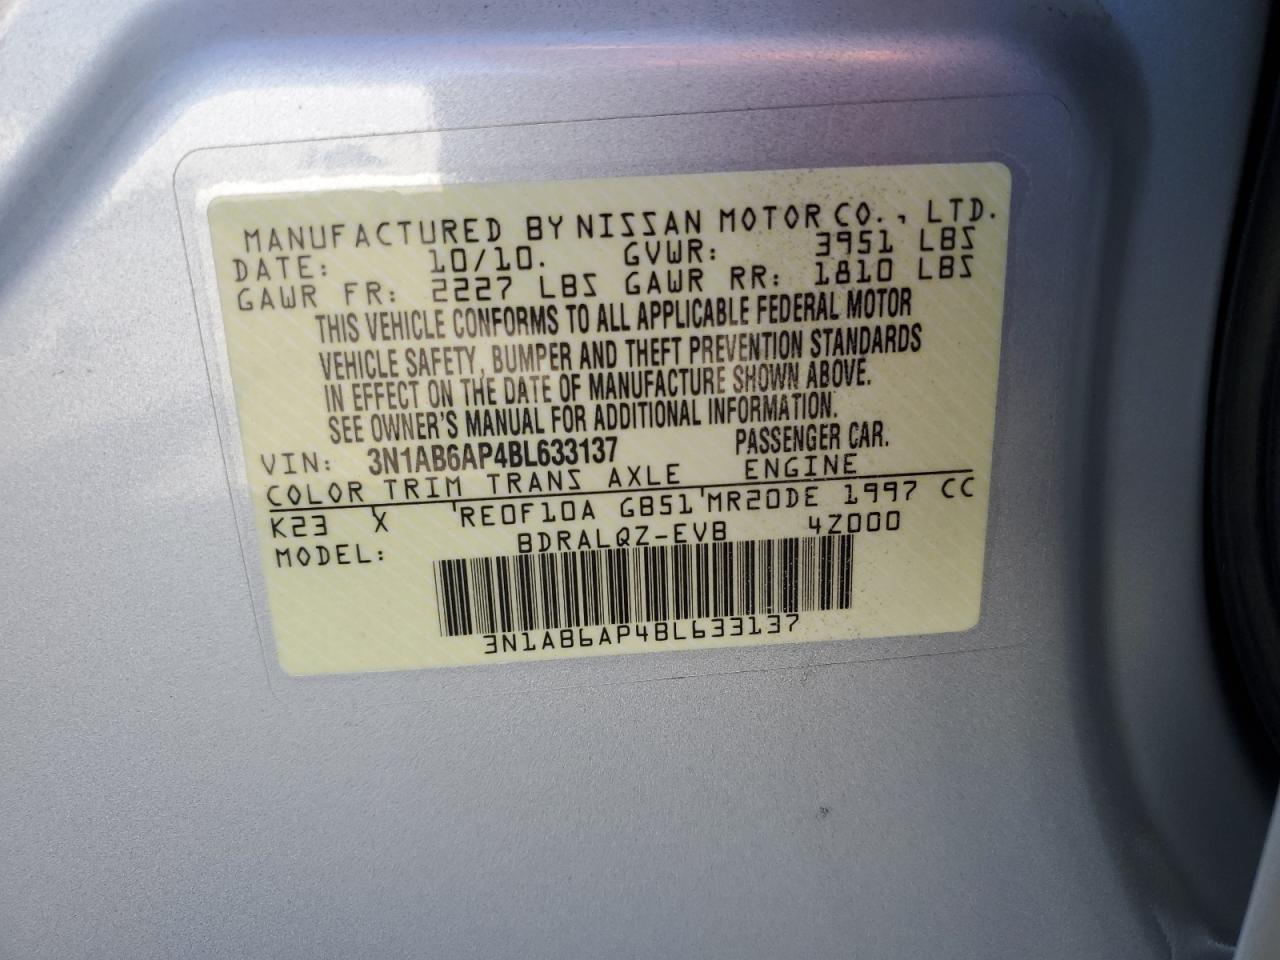 MANUFACTURED BY NISSAN MOTOR CO., LTD.
DATE: 10/10. GVWR: 3951 LBS
GAWR FR: 2227 LBS GAWR RR: 1810 LBS
THIS VEHICLE CONFORMS TO ALL APPLICABLE FEDERAL MOTOR
VEHICLE SAFETY, BUMPER AND THEFT PREVENTION STANDARDS
IN EFFECT ON THE DATE OF MANUFACTURE SHOWN ABOVE.
SEE OWNER'S MANUAL FOR ADDITIONAL INFORMATION.
VIN: 3N1AB6AP4BL633137 PASSENGER CAR.
COLOR TRIM TRANS AXLE ENGINE
K23 X 'RE0F10A GB51'MR20DE 1997 CC
MODEL: BDRALQZ-EVB 4Z000
3N1AB6AP4BL633137